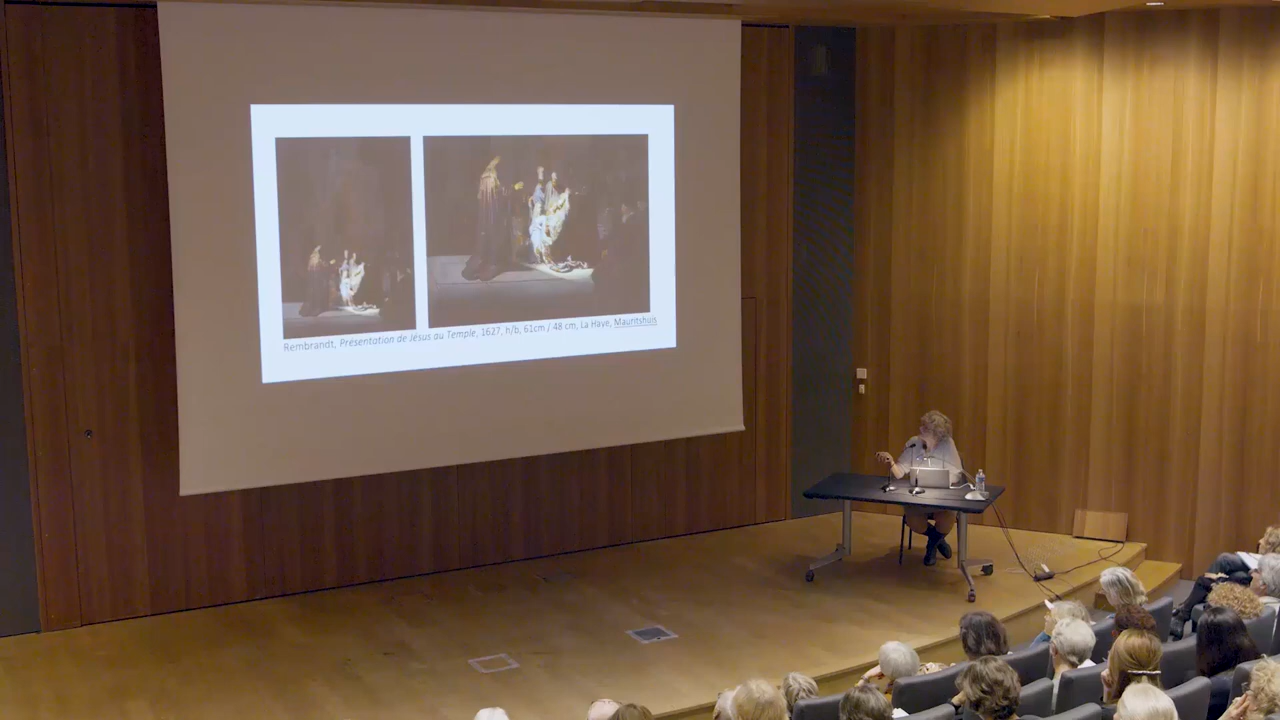 Rembrandt, Présentation de Jésus au Temple, 1627, h/b, 61cm / 48 cm, La Haye, Mauritshuis